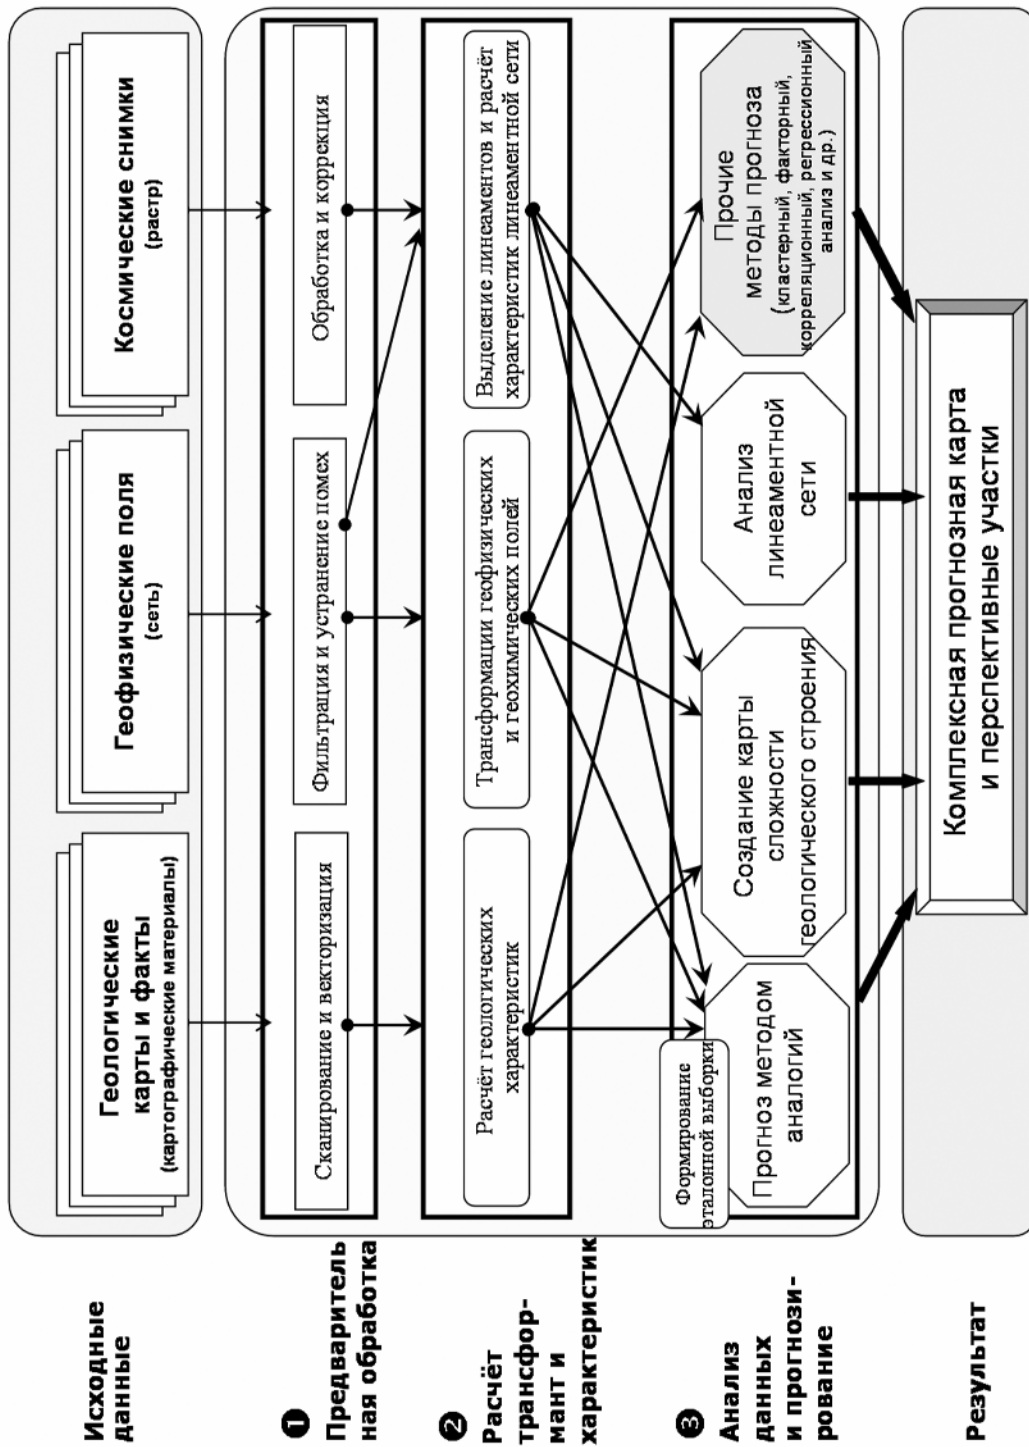 Исходные
данные
Геологические
карты и факты
(картографические материалы)
Геофизические поля
(сеть)
Космические снимки
(растр)
1
Предваритель
ная обработка
Сканирование и векторизация
Фильтрация и устранение помех
Обработка и коррекция
2
Расчёт
трансфор-
мант и
характеристик
Расчёт геологических
характеристик
Трансформации геофизических
и геохимических полей
Выделение линеаментов и расчёт
характеристик линеаментной сети
3
Анализ
данных
и прогнози-
рование
Формирование
эталонной выборки
Прогноз методом
аналогий
Создание карты
сложности
геологического строения
Анализ
линеаментной
сети
Прочие
методы прогноза
(кластерный, факторный,
корреляционный, регрессионный
анализ и др.)
Результат
Комплексная прогнозная карта
и перспективные участки